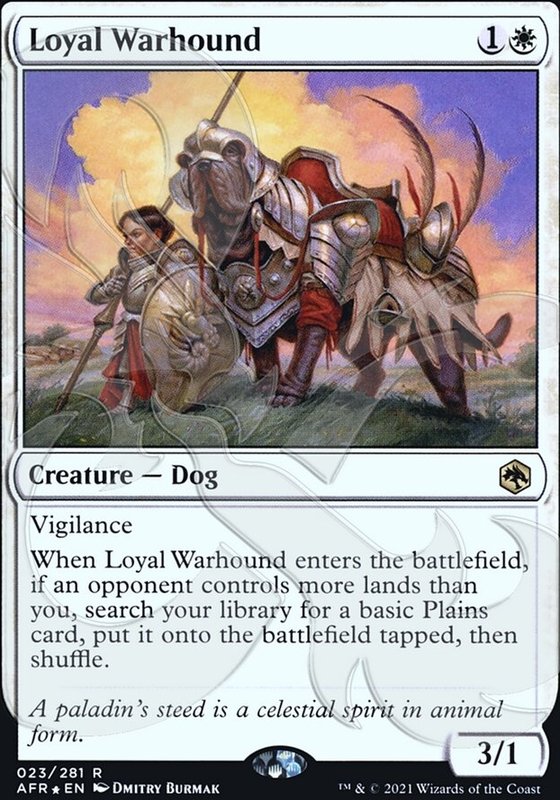 Loyal Warhound 1
Creature — Dog
Vigilance
When Loyal Warhound enters the battlefield,
if an opponent controls more lands than
you, search your library for a basic Plains
card, put it onto the battlefield tapped, then
shuffle.
A paladin's steed is a celestial spirit in animal
form.
3/1
023/281 R
AFR★EN Dmitry Burmak
™ & © 2021 Wizards of the Coast